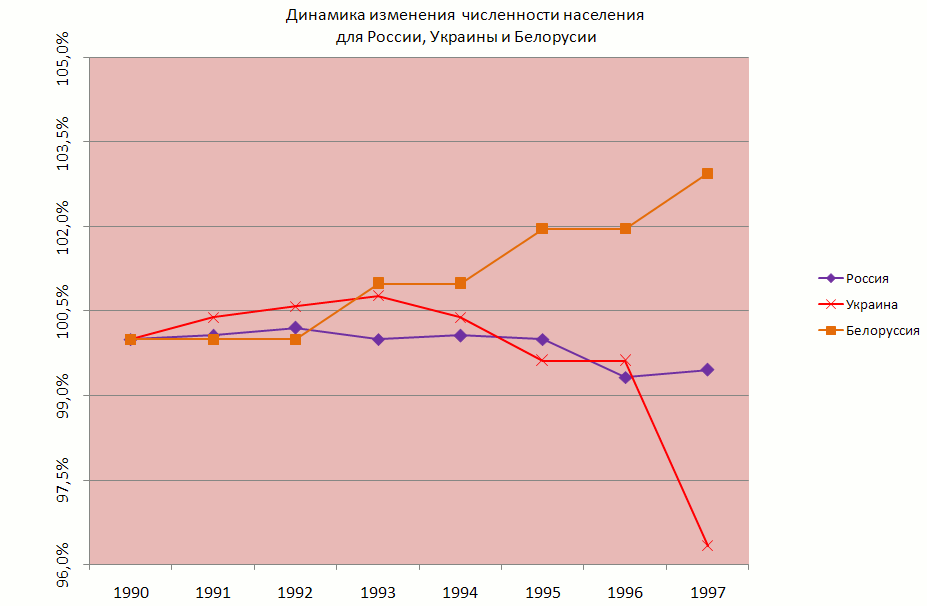 Динамика изменения численности населения
для России, Украины и Белорусии
105,0%
103,5%
102,0%
100,5%
99,0%
97,5%
96,0%
1990 1991 1992 1993 1994 1995 1996 1997
Россия
Украина
Белоруссия